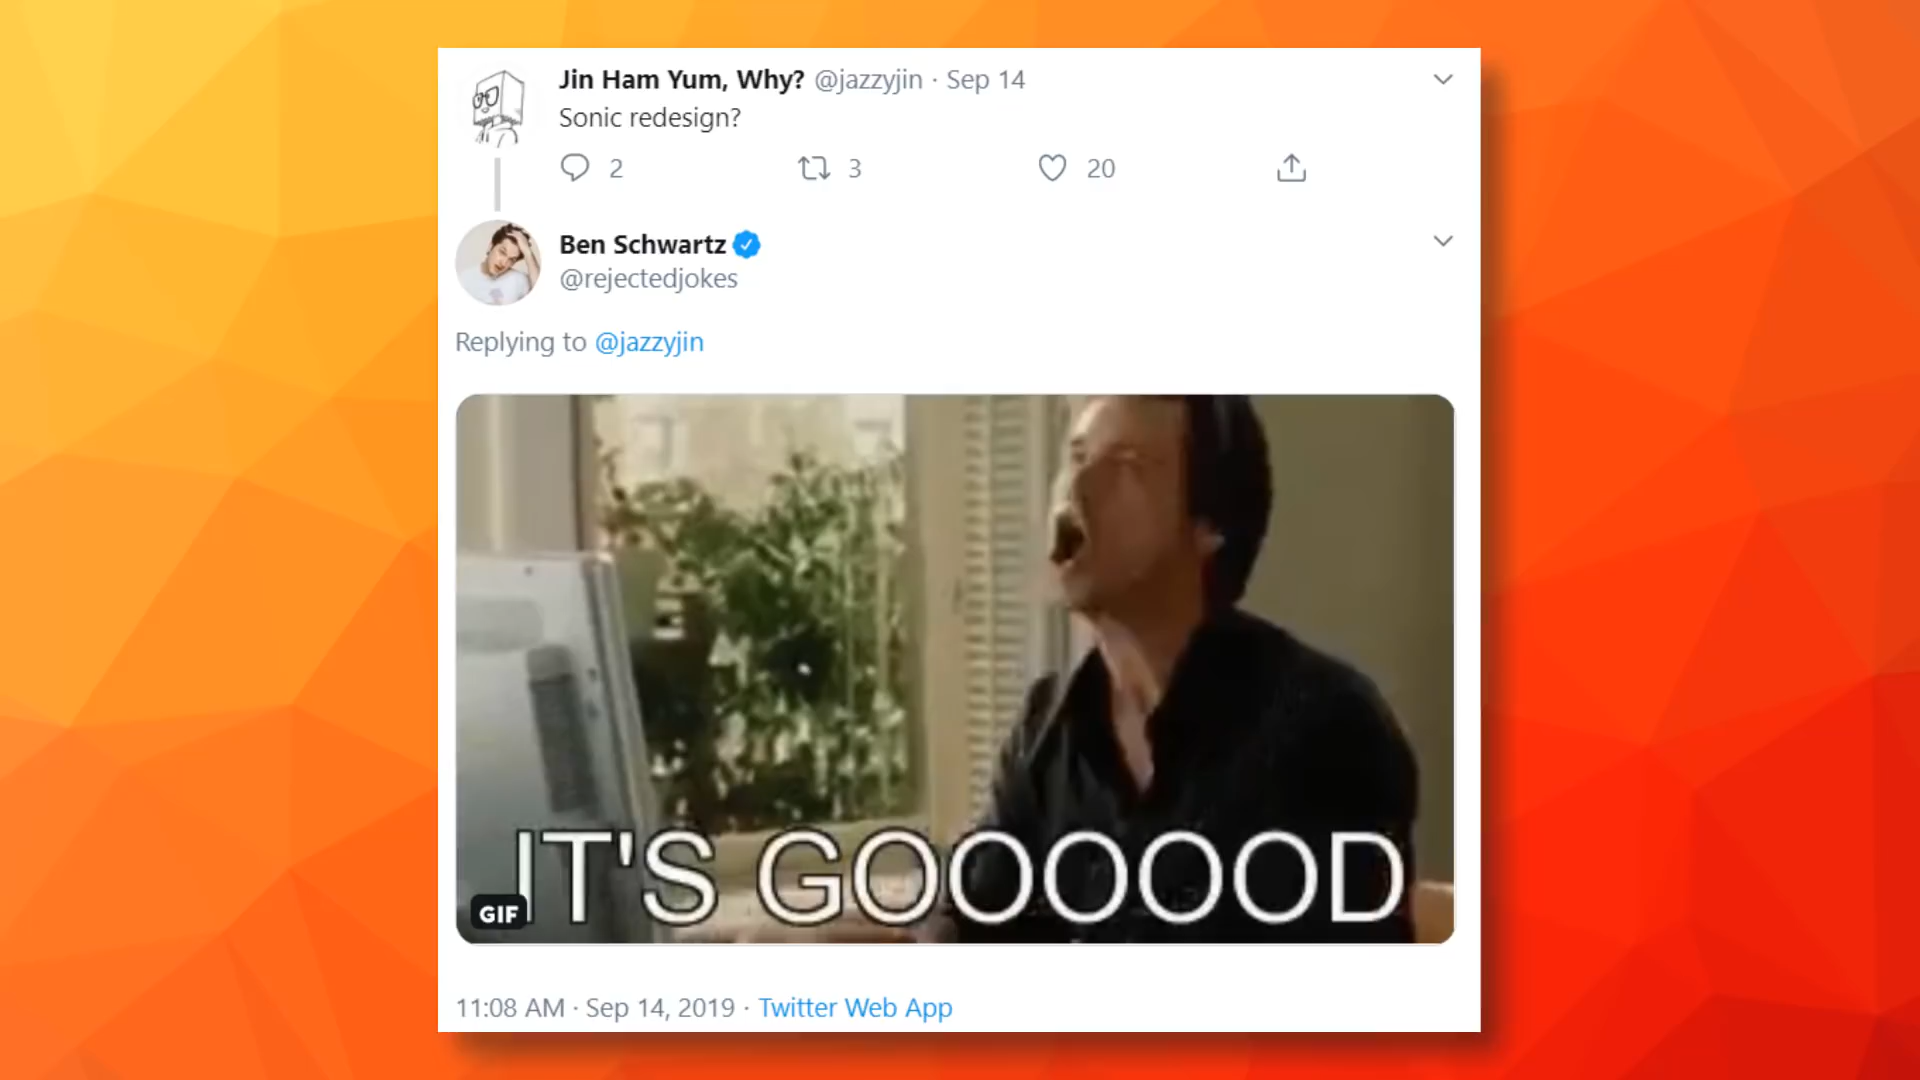 Jin Ham Yum, Why? @jazzyjin · Sep 14
Sonic redesign?
2 3 20
Ben Schwartz
@rejectedjokes
Replying to @jazzyjin
IT'S GOOOOOD
GIF
11:08 AM · Sep 14, 2019 · Twitter Web App